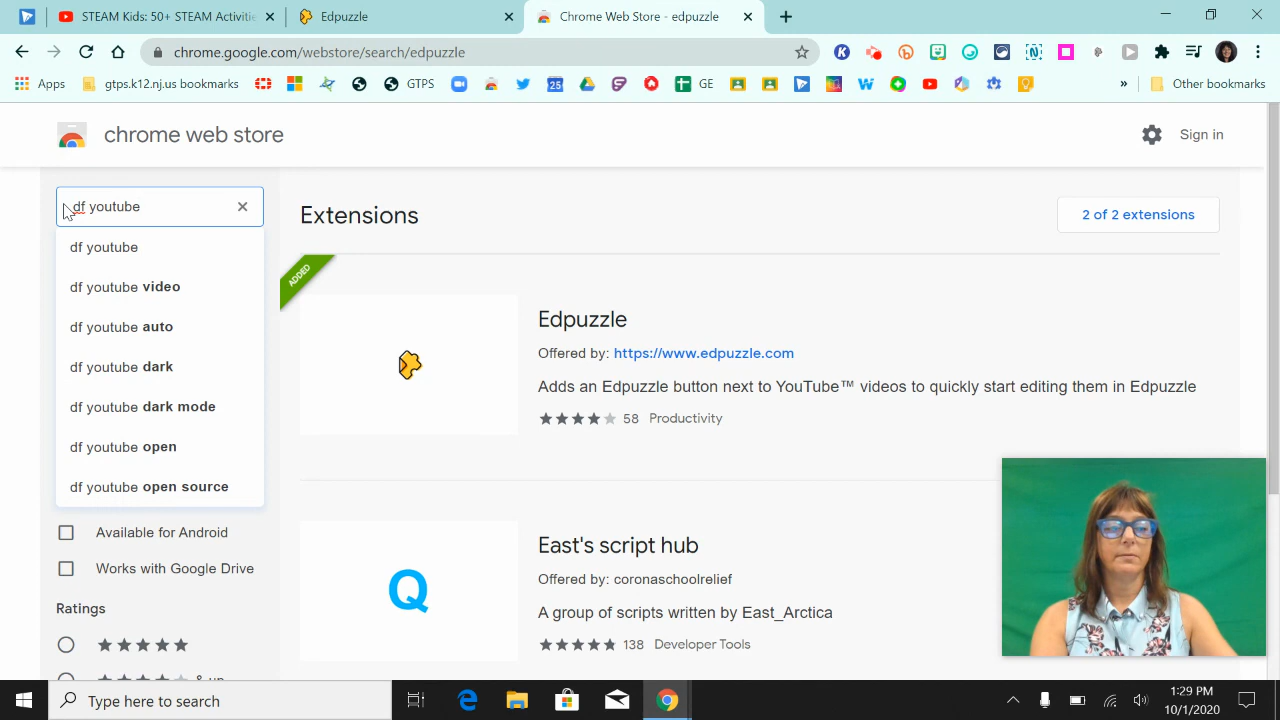 STEAM Kids: 50+ STEAM Activitie
Edpuzzle
Chrome Web Store - edpuzzle
chrome.google.com/webstore/search/edpuzzle
Apps
gtps.k12.nj.us bookmarks
GTPS
25
GE
Other bookmarks
chrome web store
Sign in
df youtube
Extensions
2 of 2 extensions
df youtube
df youtube video
df youtube auto
df youtube dark
df youtube dark mode
df youtube open
df youtube open source
Available for Android
Works with Google Drive
Ratings
ADDED
Edpuzzle
Offered by: https://www.edpuzzle.com
Adds an Edpuzzle button next to YouTube™ videos to quickly start editing them in Edpuzzle
58 Productivity
East's script hub
Offered by: coronaschoolrelief
A group of scripts written by East_Arctica
138 Developer Tools
Type here to search
1:29 PM
10/1/2020